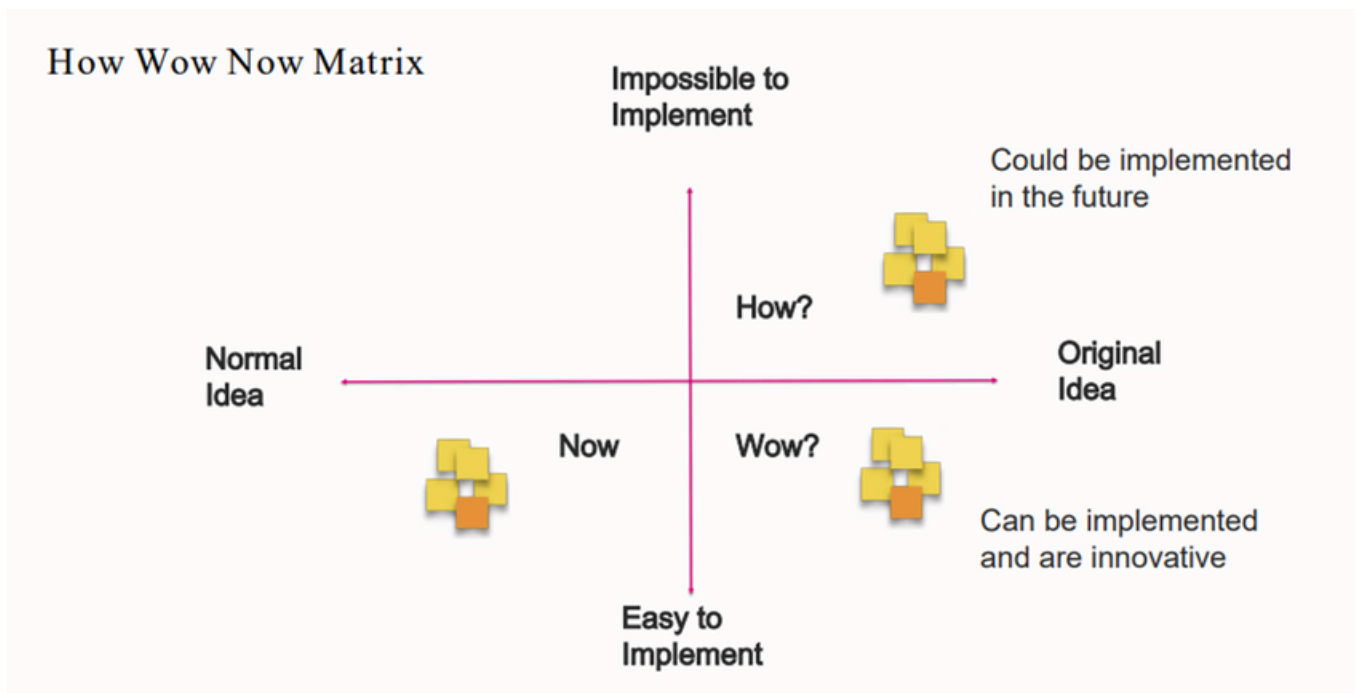 How Wow Now Matrix
Impossible to
Implement
Could be implemented
in the future
How?
Normal
Idea
Original
Idea
Now
Wow?
Can be implemented
and are innovative
Easy to
Implement